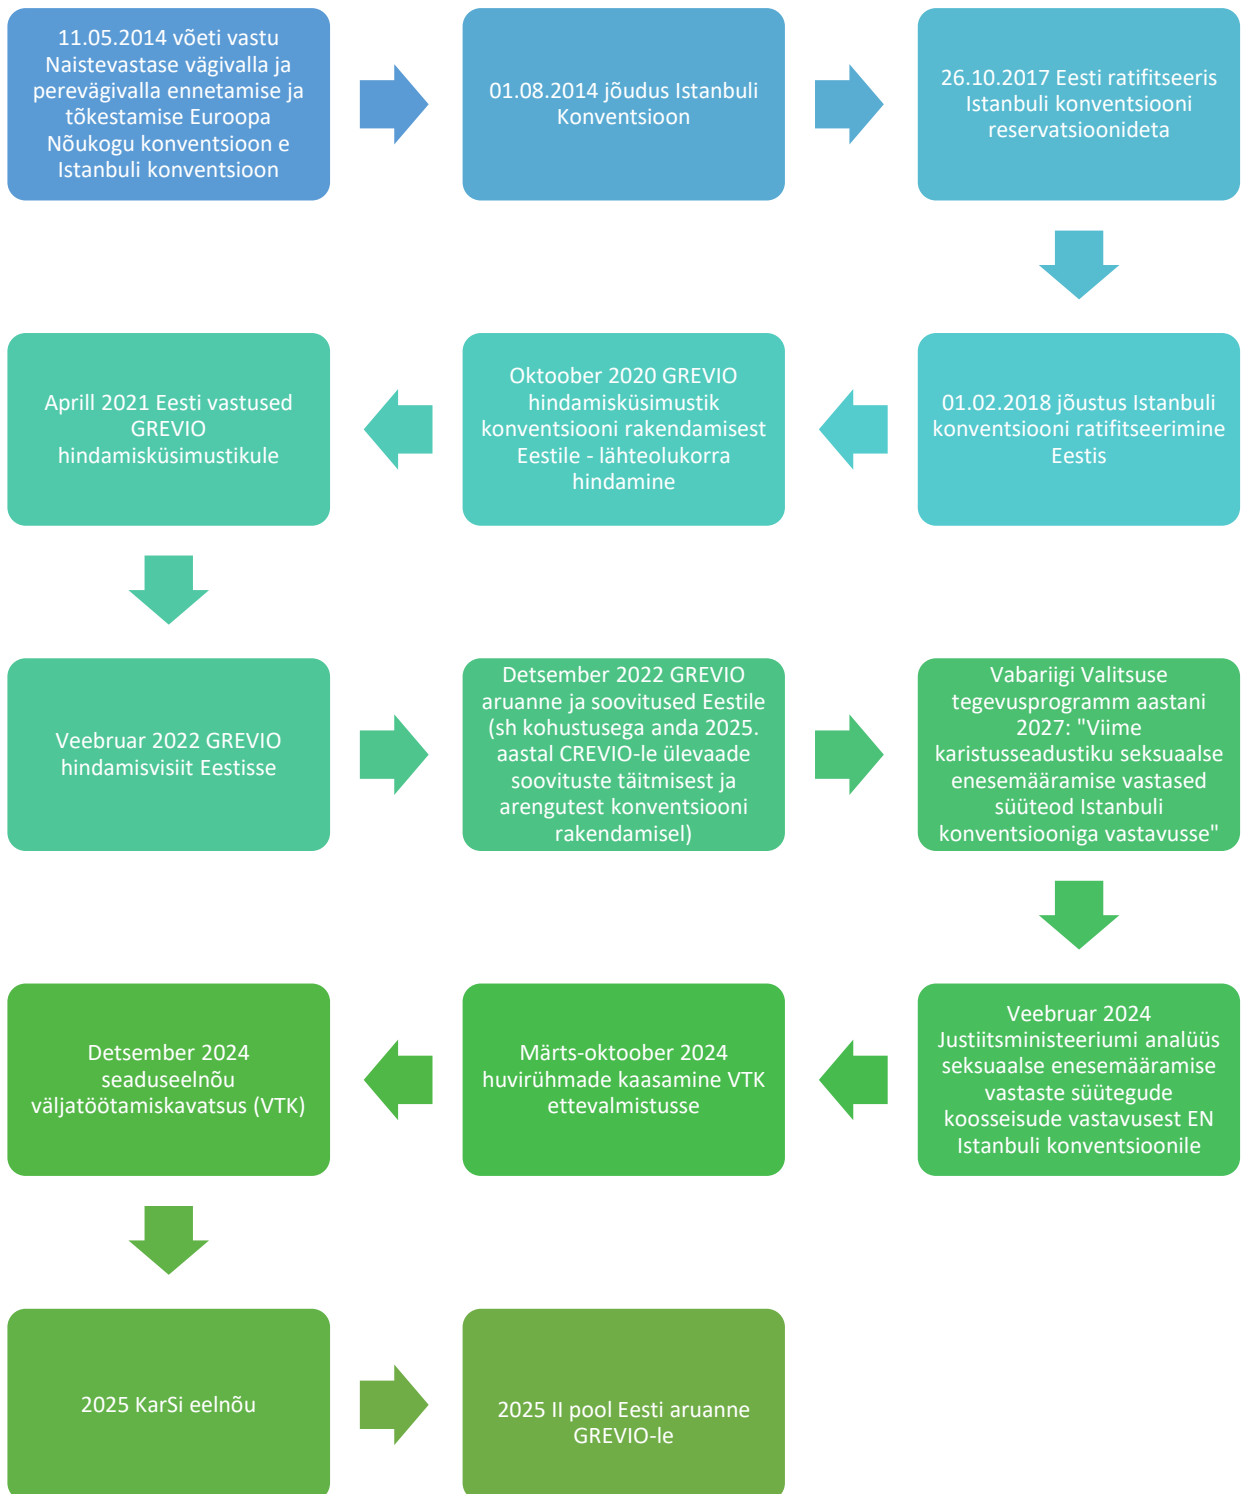 11.05.2014 võeti vastu
Naistevastase vägivalla ja
perevägivalla ennetamise ja
tõkestamise Euroopa
Nõukogu konventsioon e
Istanbuli konventsioon
01.08.2014 jõudus Istanbuli
Konventsioon
26.10.2017 Eesti ratifitseeris
Istanbuli konventsiooni
reservatsioonideta
01.02.2018 jõustus Istanbuli
konventsiooni ratifitseerimine
Eestis
Oktoober 2020 GREVIO
hindamisküsimustik
konventsiooni rakendamisest
Eestile - lähteolukorra
hindamine
Aprill 2021 Eesti vastused
GREVIO
hindamisküsimustikule
Veebruar 2022 GREVIO
hindamisvisiit Eestisse
Detsember 2022 GREVIO
aruanne ja soovitused Eestile
(sh kohustusega anda 2025.
aastal CREVIO-le ülevaade
soovituste täitmisest ja
arengutest konventsiooni
rakendamisel)
Vabariigi Valitsuse
tegevusprogramm aastani
2027: "Viime
karistusseadustiku seksuaalse
enesemääramise vastased
süüteod Istanbuli
konventsiooniga vastavusse"
Veebruar 2024
Justiitsministeeriumi analüüs
seksuaalse enesemääramise
vastaste süütegude
koosseisude vastavusest EN
Istanbuli konventsioonile
Märts-oktoober 2024
huvirühmade kaasamine VTK
ettevalmistusse
Detsember 2024
seaduseelnõu
väljatöötamiskavatsus (VTK)
2025 KarSi eelnõu
2025 II pool Eesti aruanne
GREVIO-le